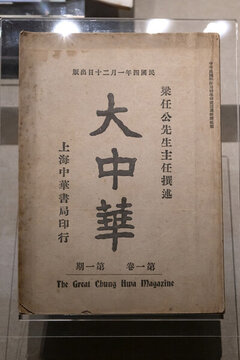 民國四年一月二十日出版
梁任公先生主任撰述
大中華
上海中華書局印行
第一卷 第一期
The Great Chung Hwa Magazine